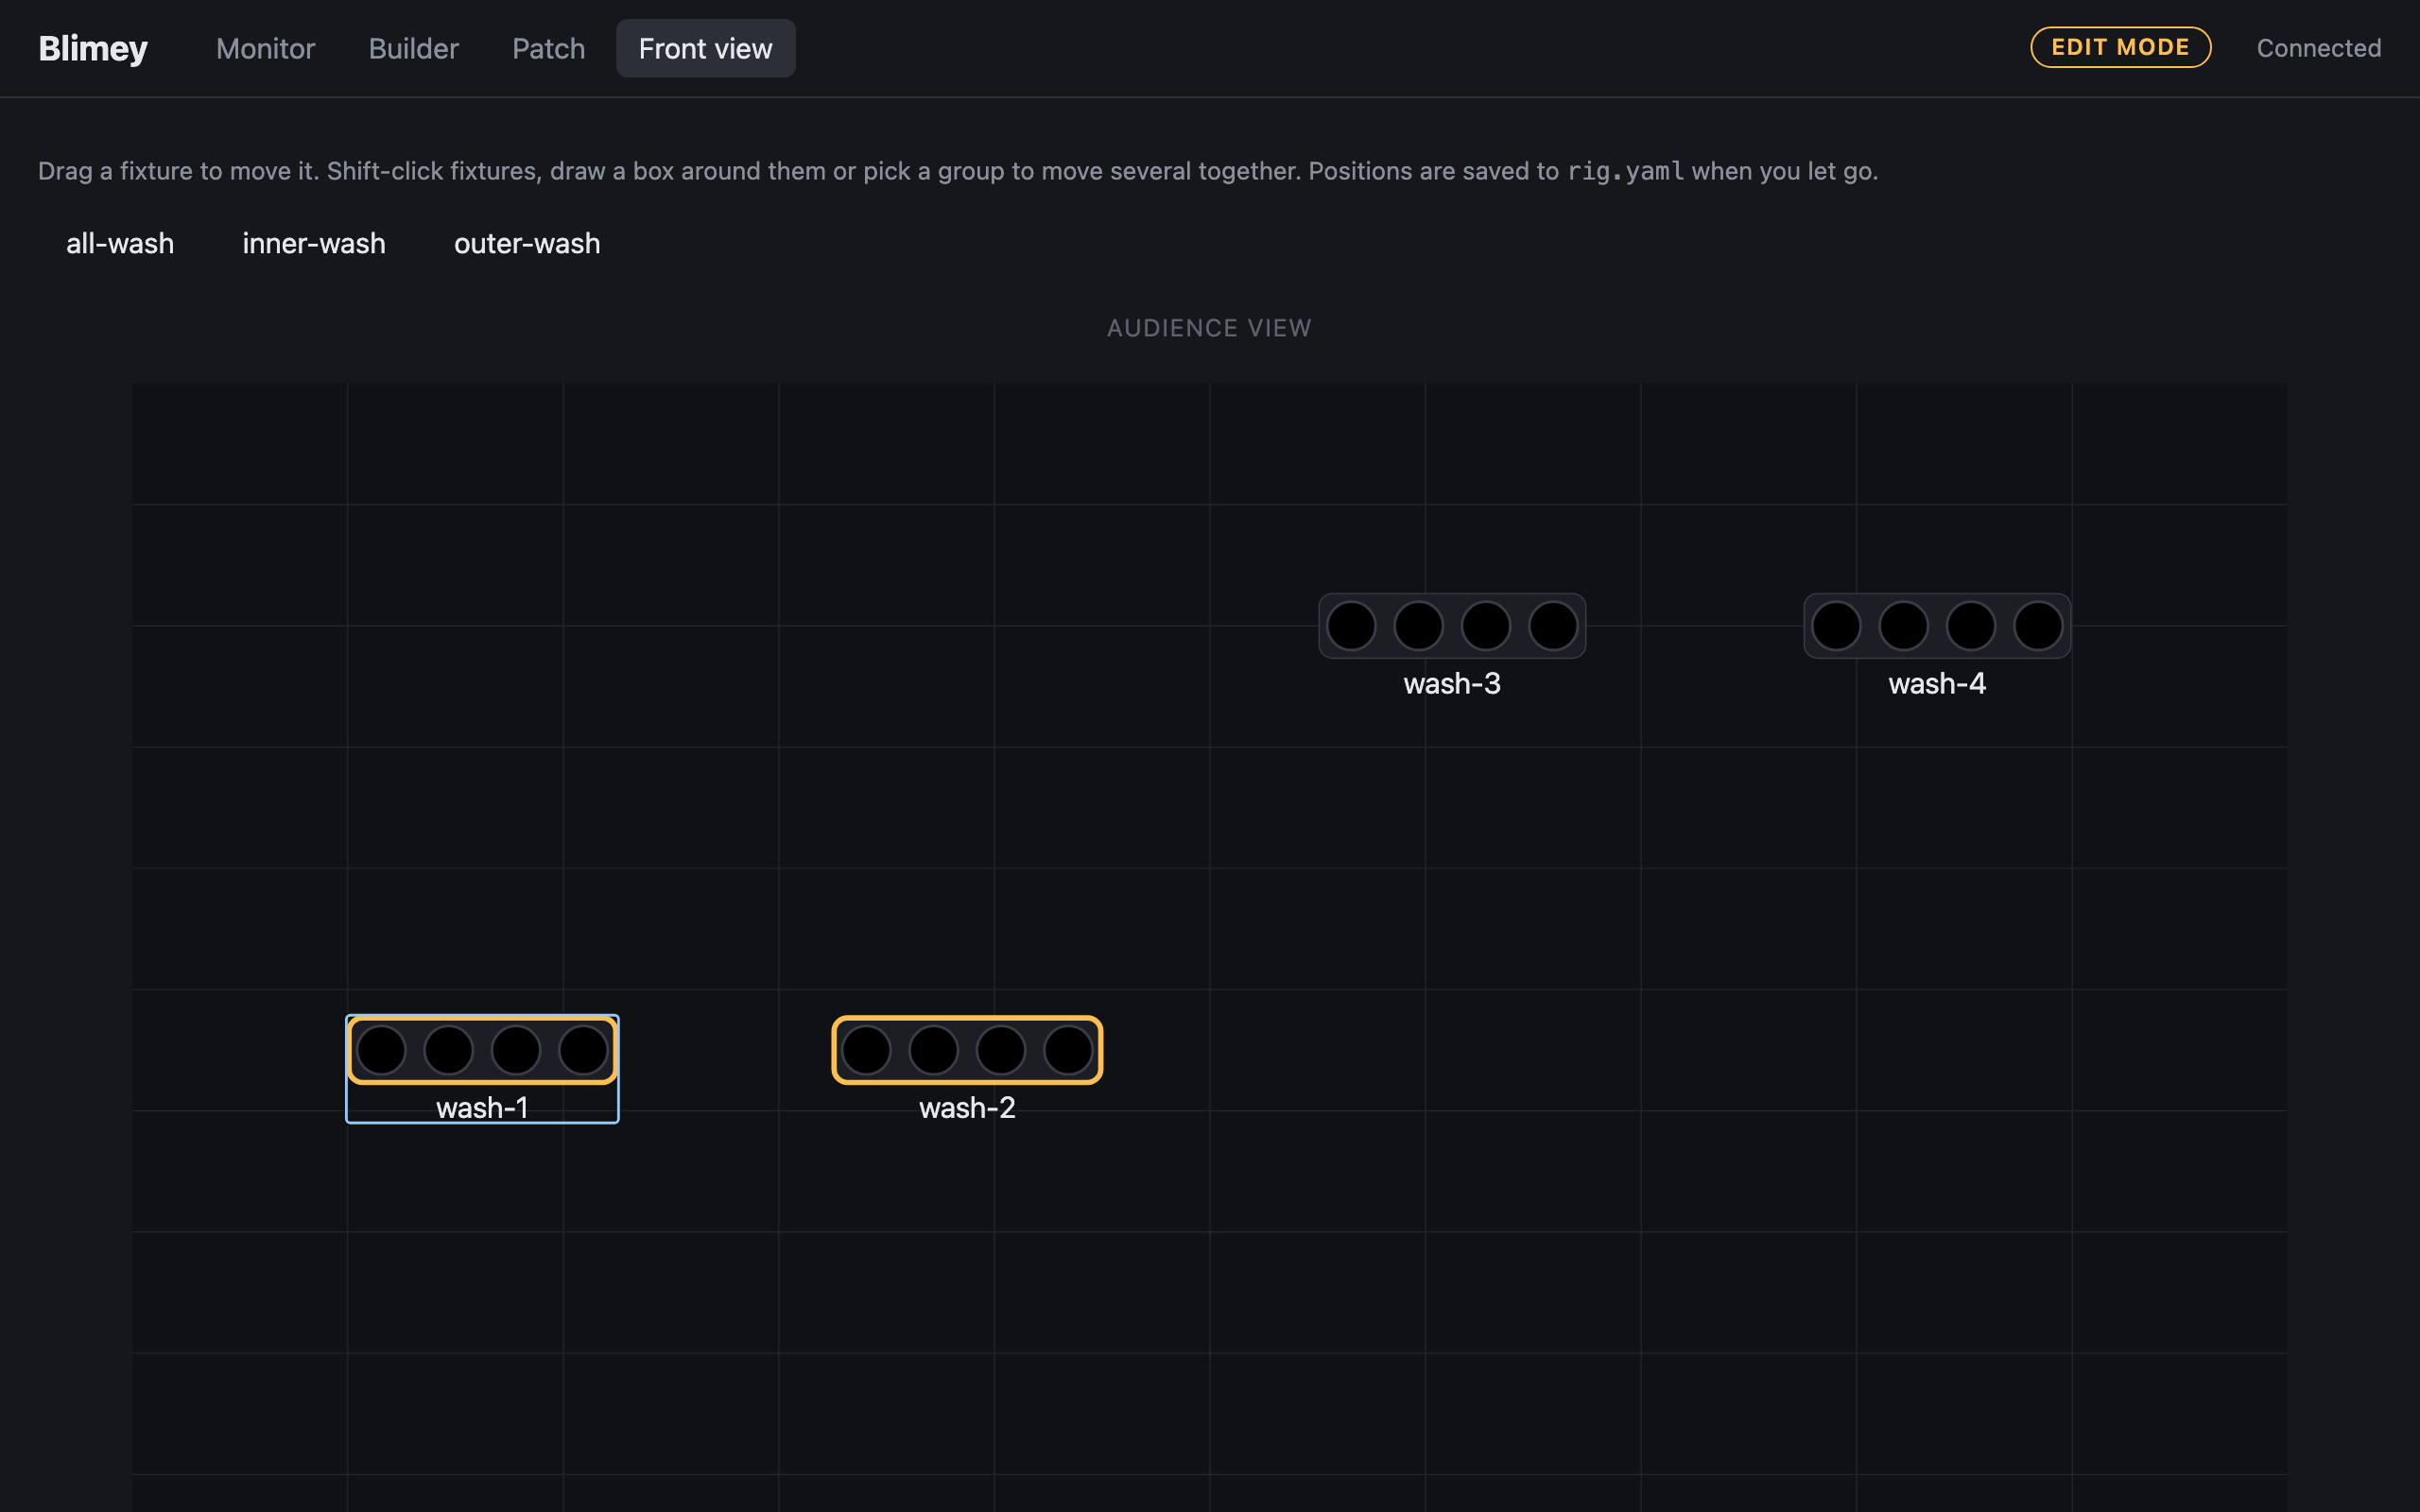 Blimey Monitor Builder Patch Front view EDIT MODE Connected
Drag a fixture to move it. Shift-click fixtures, draw a box around them or pick a group to move several together. Positions are saved to rig.yaml when you let go.
all-wash inner-wash outer-wash
AUDIENCE VIEW
wash-3 wash-4
wash-1 wash-2